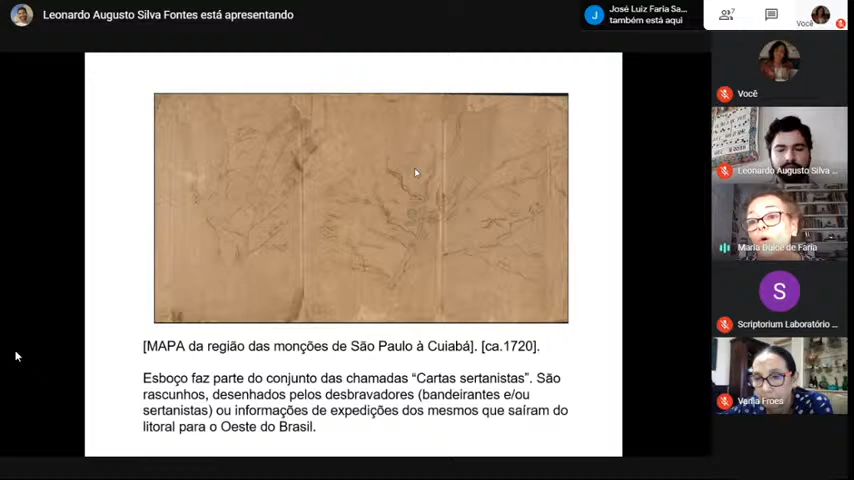 Leonardo Augusto Silva Fontes está apresentando
José Luiz Faria Sa...
também está aqui
7
Você
J
Você
Leonardo Augusto Silva ...
Maria Dulce de Faria
S
Scriptorium Laboratório ...
Vania Froes
[MAPA da região das monções de São Paulo à Cuiabá]. [ca.1720].
Esboço faz parte do conjunto das chamadas “Cartas sertanistas”. São
rascunhos, desenhados pelos desbravadores (bandeirantes e/ou
sertanistas) ou informações de expedições dos mesmos que saíram do
litoral para o Oeste do Brasil.